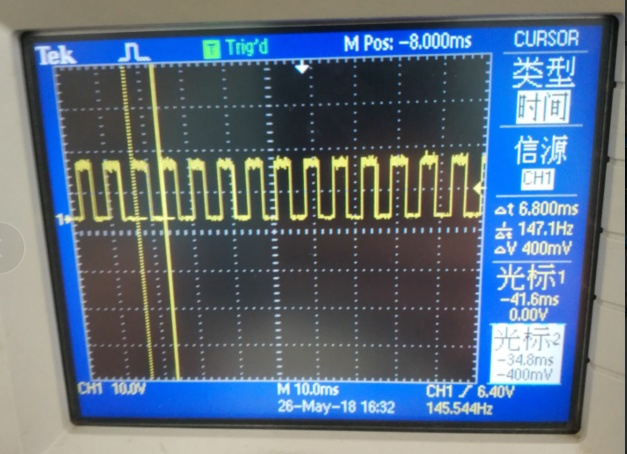 Tek T Trig'd M Pos: -8.000ms CURSOR
类型
时间
信源
CH1
Δt 6.800ms
1/Δt 147.1Hz
ΔV 400mV
光标1
-41.6ms
0.00V
光标2
-34.8ms
-400mV
1
CH1 10.0V M 10.0ms CH1 / 6.40V
26-May-18 16:32 145.544Hz